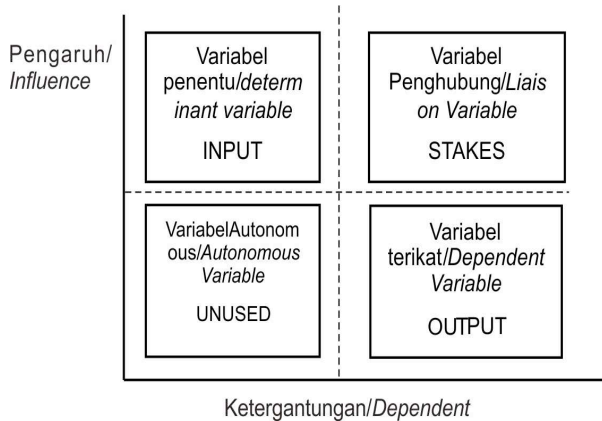 Pengaruh/
Influence
Variabel
penentu/determ
inant variable
INPUT
Variabel
Penghubung/Liais
on Variable
STAKES
VariabelAutonom
ous/Autonomous
Variable
UNUSED
Variabel
terikat/Dependent
Variable
OUTPUT
Ketergantungan/Dependent